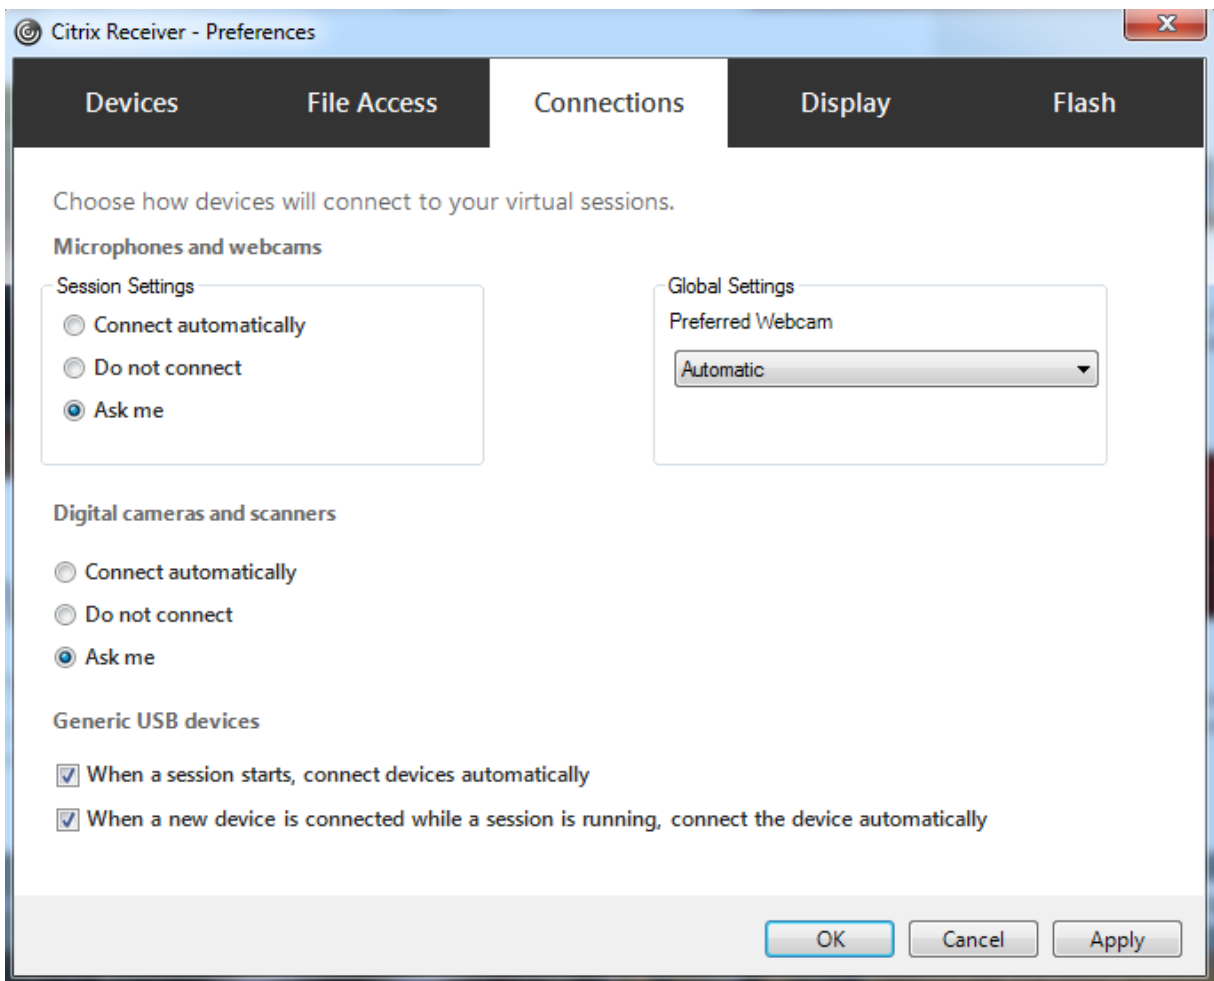 Citrix Receiver - Preferences
X
Devices File Access Connections Display Flash
Choose how devices will connect to your virtual sessions.
Microphones and webcams
Session Settings
Connect automatically
Do not connect
Ask me
Global Settings
Preferred Webcam
Automatic
Digital cameras and scanners
Connect automatically
Do not connect
Ask me
Generic USB devices
When a session starts, connect devices automatically
When a new device is connected while a session is running, connect the device automatically
OK Cancel Apply